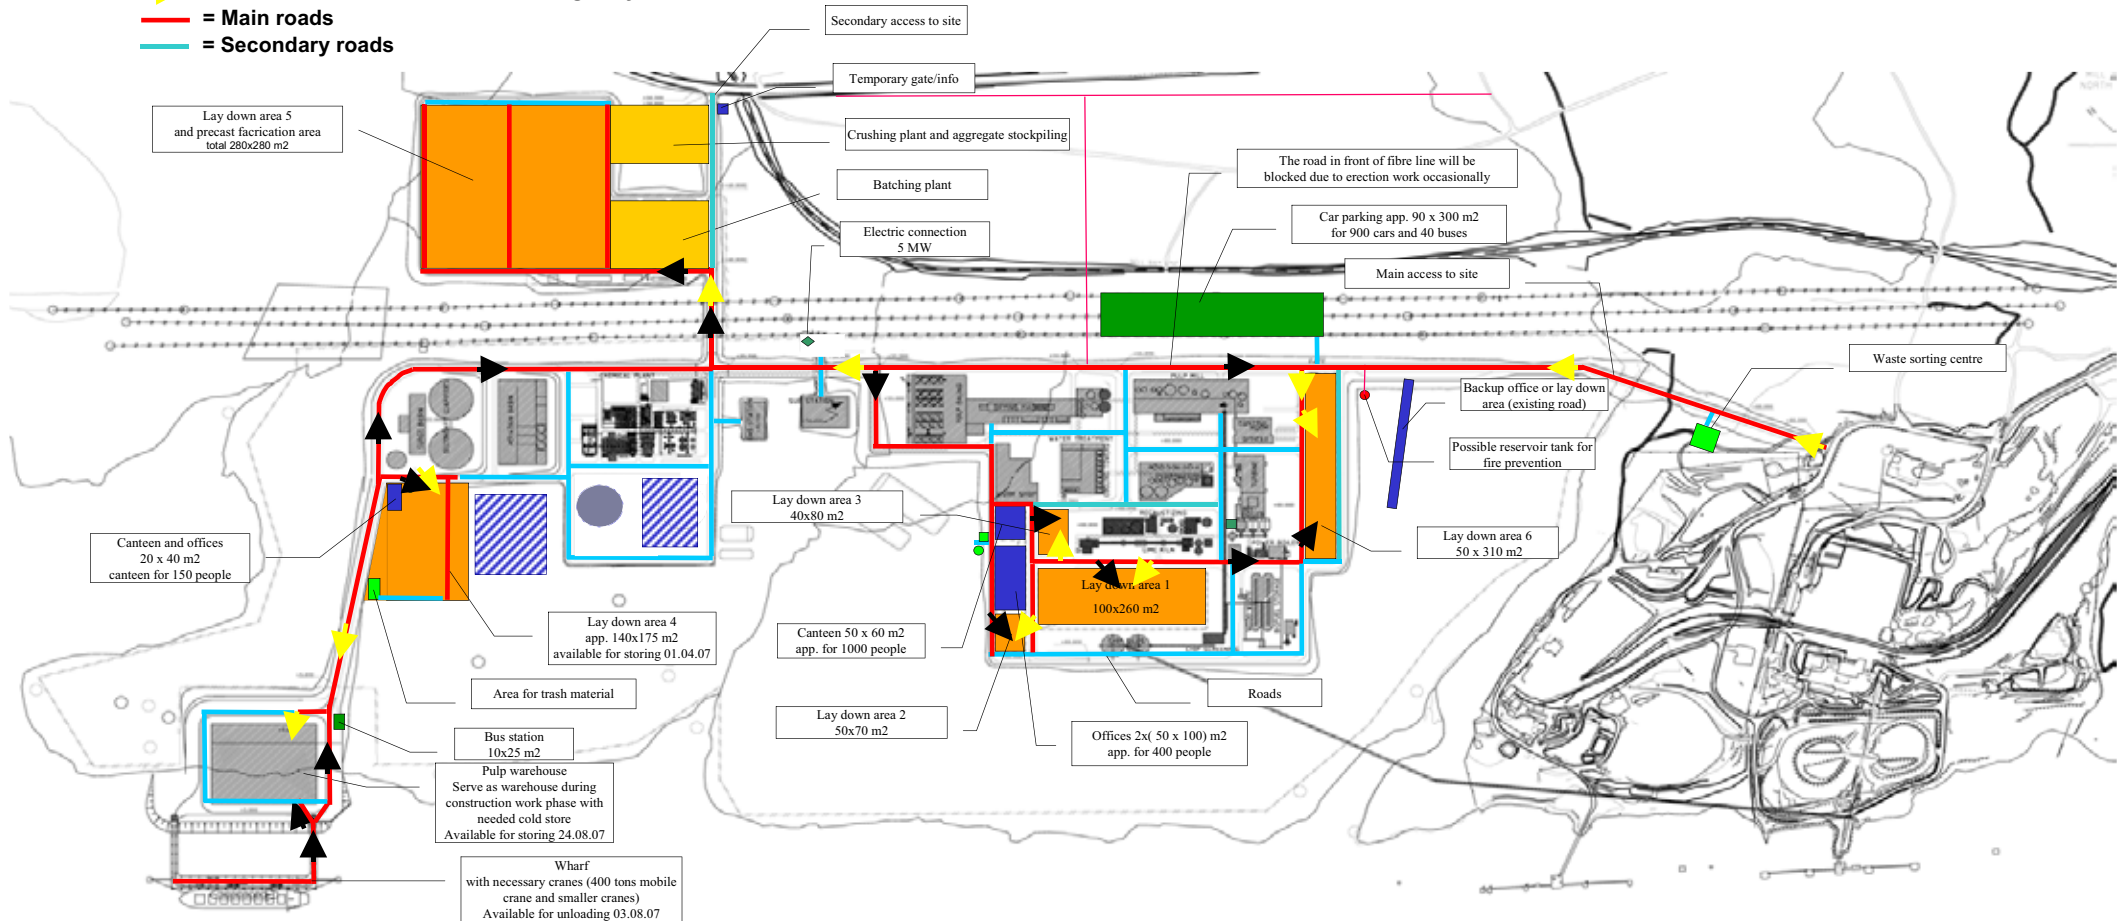 = Main roads
= Secondary roads
Secondary access to site
Temporary gate/info
Lay down area 5
and precast facrication area
total 280x280 m2
Crushing plant and aggregate stockpiling
The road in front of fibre line will be
blocked due to erection work occasionally
Batching plant
Car parking app. 90 x 300 m2
for 900 cars and 40 buses
Electric connection
5 MW
Main access to site
Waste sorting centre
Backup office or lay down
area (existing road)
Possible reservoir tank for
fire prevention
WATER TREATMENT
Lay down area 3
40x80 m2
Canteen and offices
20 x 40 m2
canteen for 150 people
Lay down area 6
50 x 310 m2
Lay down area 1
100x260 m2
Lay down area 4
app. 140x175 m2
available for storing 01.04.07
Canteen 50 x 60 m2
app. for 1000 people
Area for trash material
Roads
Lay down area 2
50x70 m2
Offices 2x( 50 x 100) m2
app. for 400 people
Bus station
10x25 m2
Pulp warehouse
Serve as warehouse during
construction work phase with
needed cold store
Available for storing 24.08.07
Wharf
with necessary cranes (400 tons mobile
crane and smaller cranes)
Available for unloading 03.08.07